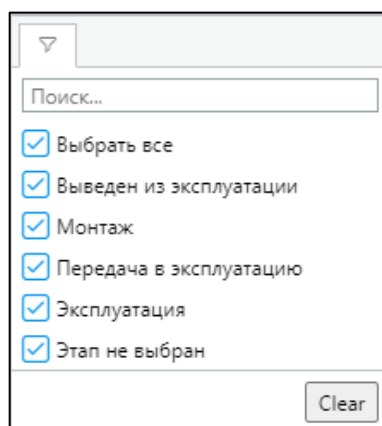 Поиск...
Выбрать все
Выведен из эксплуатации
Монтаж
Передача в эксплуатацию
Эксплуатация
Этап не выбран
Clear